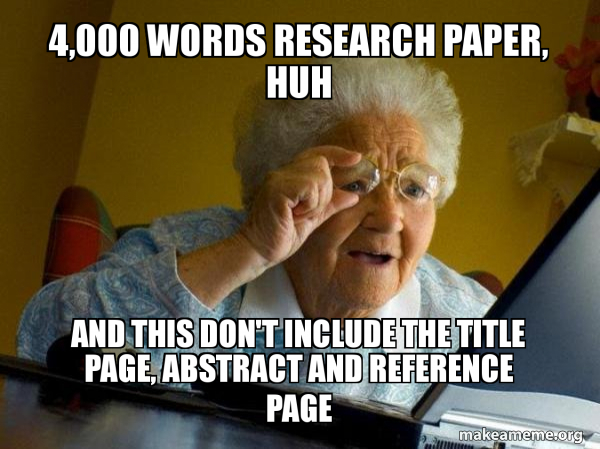 4,000 WORDS RESEARCH PAPER,
HUH
AND THIS DON'T INCLUDE THE TITLE
PAGE, ABSTRACT AND REFERENCE
PAGE
makeameme.org